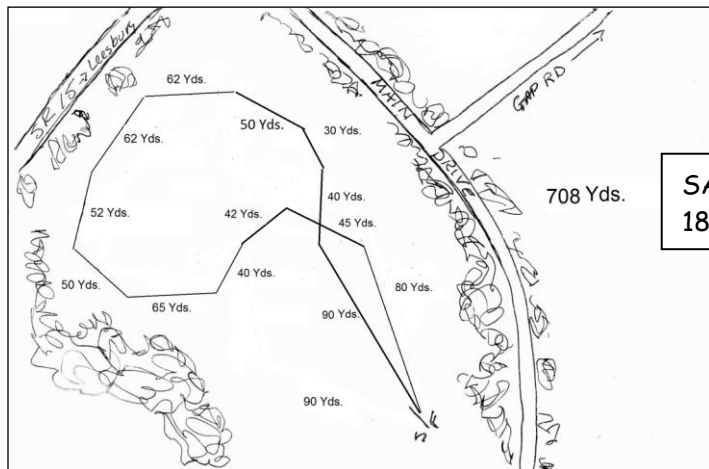 SR 15 → Leesburg
62 Yds.
50 Yds.
30 Yds.
MAIN DRIVE
GAP RD →
62 Yds.
708 Yds.
SA
18
40 Yds.
42 Yds.
45 Yds.
52 Yds.
50 Yds.
40 Yds.
80 Yds.
65 Yds.
90 Yds.
90 Yds.
S F